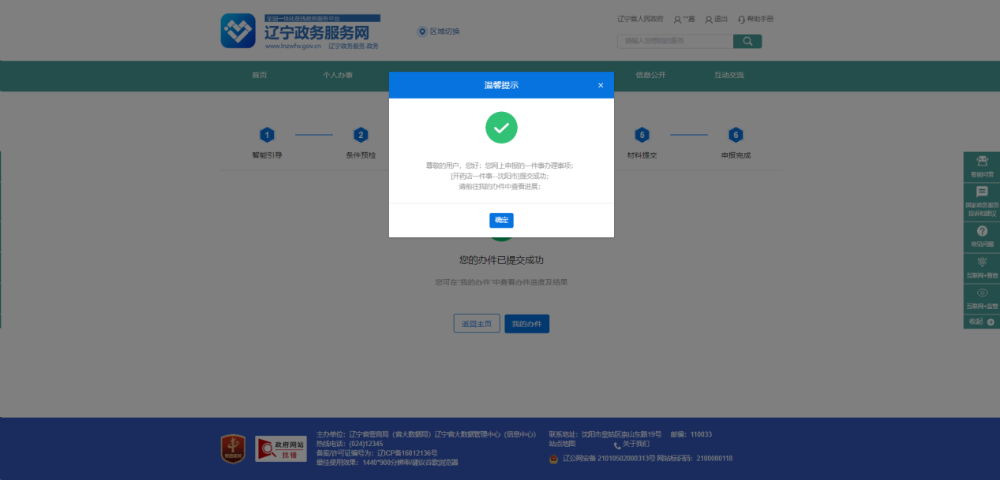 全国一体化在线政务服务平台
辽宁政务服务网
www.lnzwfw.gov.cn 辽宁政务服务.政务
区域切换
辽宁省人民政府 **嘉 退出 帮助手册
首页 个人办事 信息公开 互动交流
温馨提示 ×
尊敬的用户，您好：您网上申报的一件事办理事项:
[开药店一件事--沈阳市]提交成功;
请前往我的办件中查看进展;
确定
1 2 5 6
智能引导 条件预检 材料提交 申报完成
您的办件已提交成功
您可在"我的办件"中查看办件进度及结果
返回主页 我的办件
智能问答
国家政务服务
投诉和建议
常见问题
互联网+督查
互联网+监管
收起
党政机关
政府网站
找错
主办单位：辽宁省营商局（省大数据局）辽宁省大数据管理中心（信息中心）
热线电话：(024)12345
备案/许可证编号为：辽ICP备16012136号
最佳使用效果：1440*900分辨率/建议谷歌浏览器
联系地址：沈阳市皇姑区崇山东路19号 邮编：110033
站点地图 关于我们
辽公网安备 21010502000313号 网站标识码：2100000118